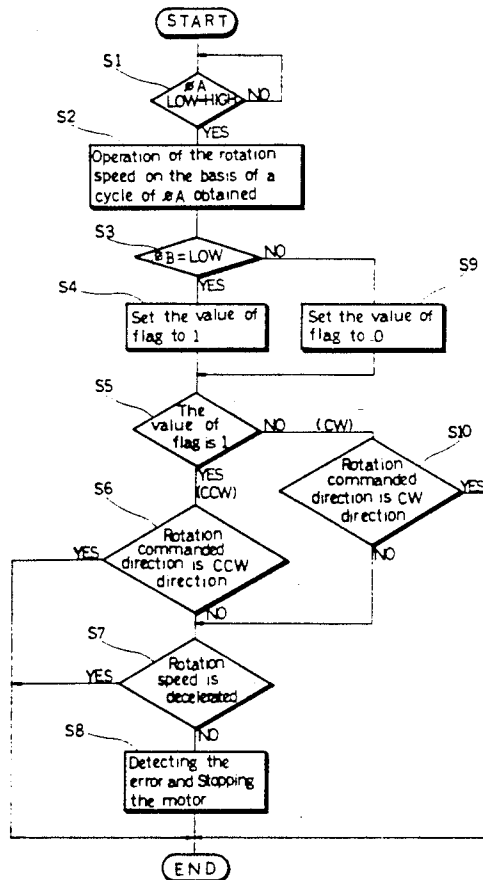 START
S1
øA
LOW-HIGH
NO
YES
S2
Operation of the rotation
speed on the basis of a
cycle of øA obtained
S3
øB = LOW
NO
YES
S4
Set the value of
flag to 1
S9
Set the value of
flag to 0
S5
The
value of
flag is 1
NO
(CW)
YES
(CCW)
S10
Rotation
commanded
direction is CW
direction
YES
NO
S6
Rotation
commanded
direction is CCW
direction
YES
NO
S7
Rotation
speed is
decelerated
YES
NO
S8
Detecting the
error and Stopping
the motor
END